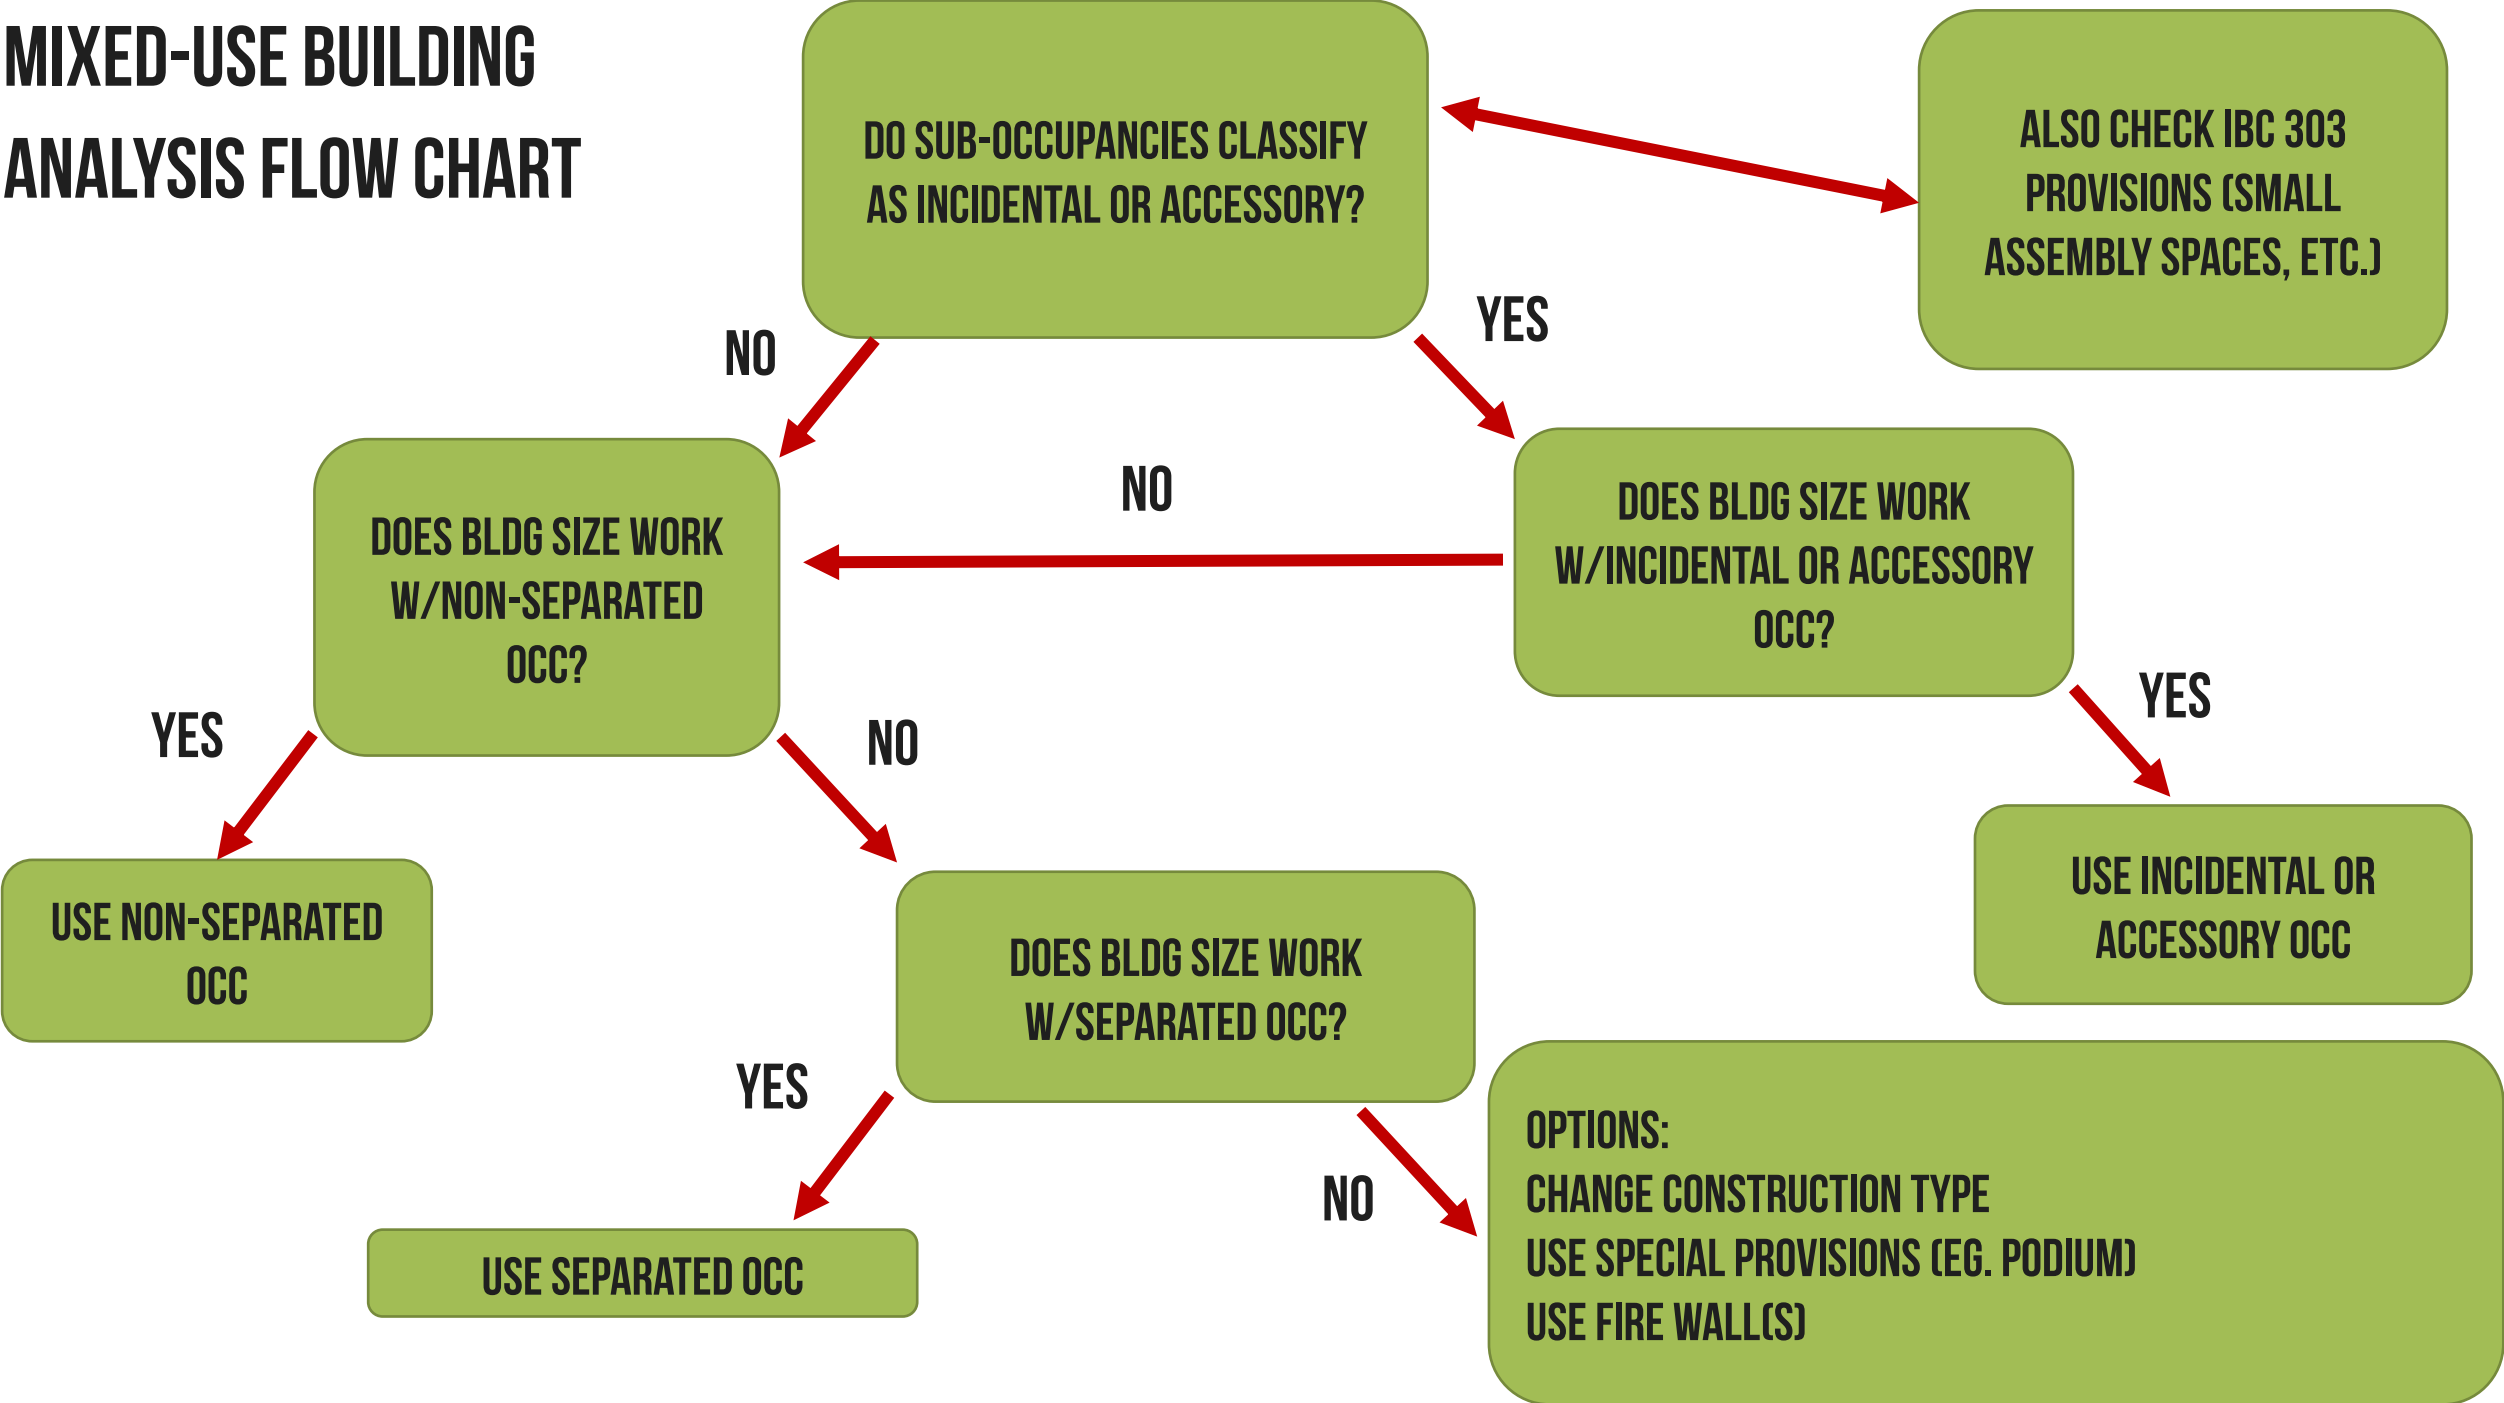 MIXED-USE BUILDING
ANALYSIS FLOW CHART
DO SUB-OCCUPANCIES CLASSIFY
AS INCIDENTAL OR ACCESSORY?
ALSO CHECK IBC 303
PROVISIONS (SMALL
ASSEMBLY SPACES, ETC.)
NO
YES
DOES BLDG SIZE WORK
W/NON-SEPARATED
OCC?
NO
DOES BLDG SIZE WORK
W/INCIDENTAL OR ACCESSORY
OCC?
YES
NO
YES
USE NON-SEPARATED
OCC
DOES BLDG SIZE WORK
W/SEPARATED OCC?
USE INCIDENTAL OR
ACCESSORY OCC
YES
NO
USE SEPARATED OCC
OPTIONS:
CHANGE CONSTRUCTION TYPE
USE SPECIAL PROVISIONS (EG. PODIUM)
USE FIRE WALL(S)